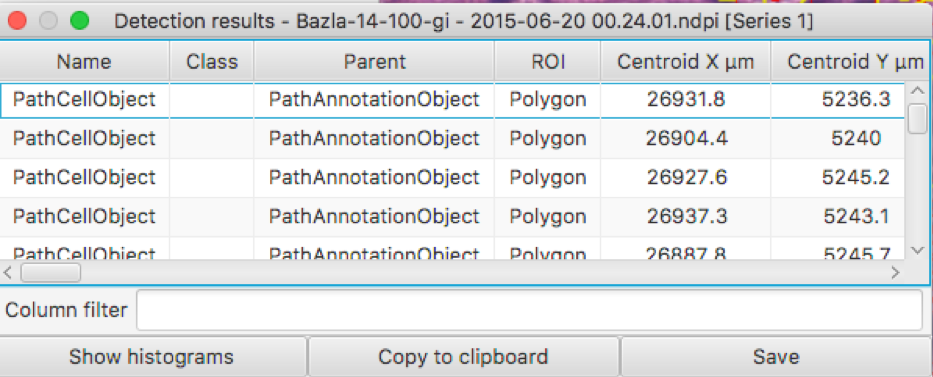 Detection results - Bazla-14-100-gi - 2015-06-20 00.24.01.ndpi [Series 1]
Name Class Parent ROI Centroid X µm Centroid Y µm
PathCellObject PathAnnotationObject Polygon 26931.8 5236.3
PathCellObject PathAnnotationObject Polygon 26904.4 5240
PathCellObject PathAnnotationObject Polygon 26927.6 5245.2
PathCellObject PathAnnotationObject Polygon 26937.3 5243.1
PathCellObject PathAnnotationObject Polygon 26887.8 5245.7
Column filter
Show histograms Copy to clipboard Save